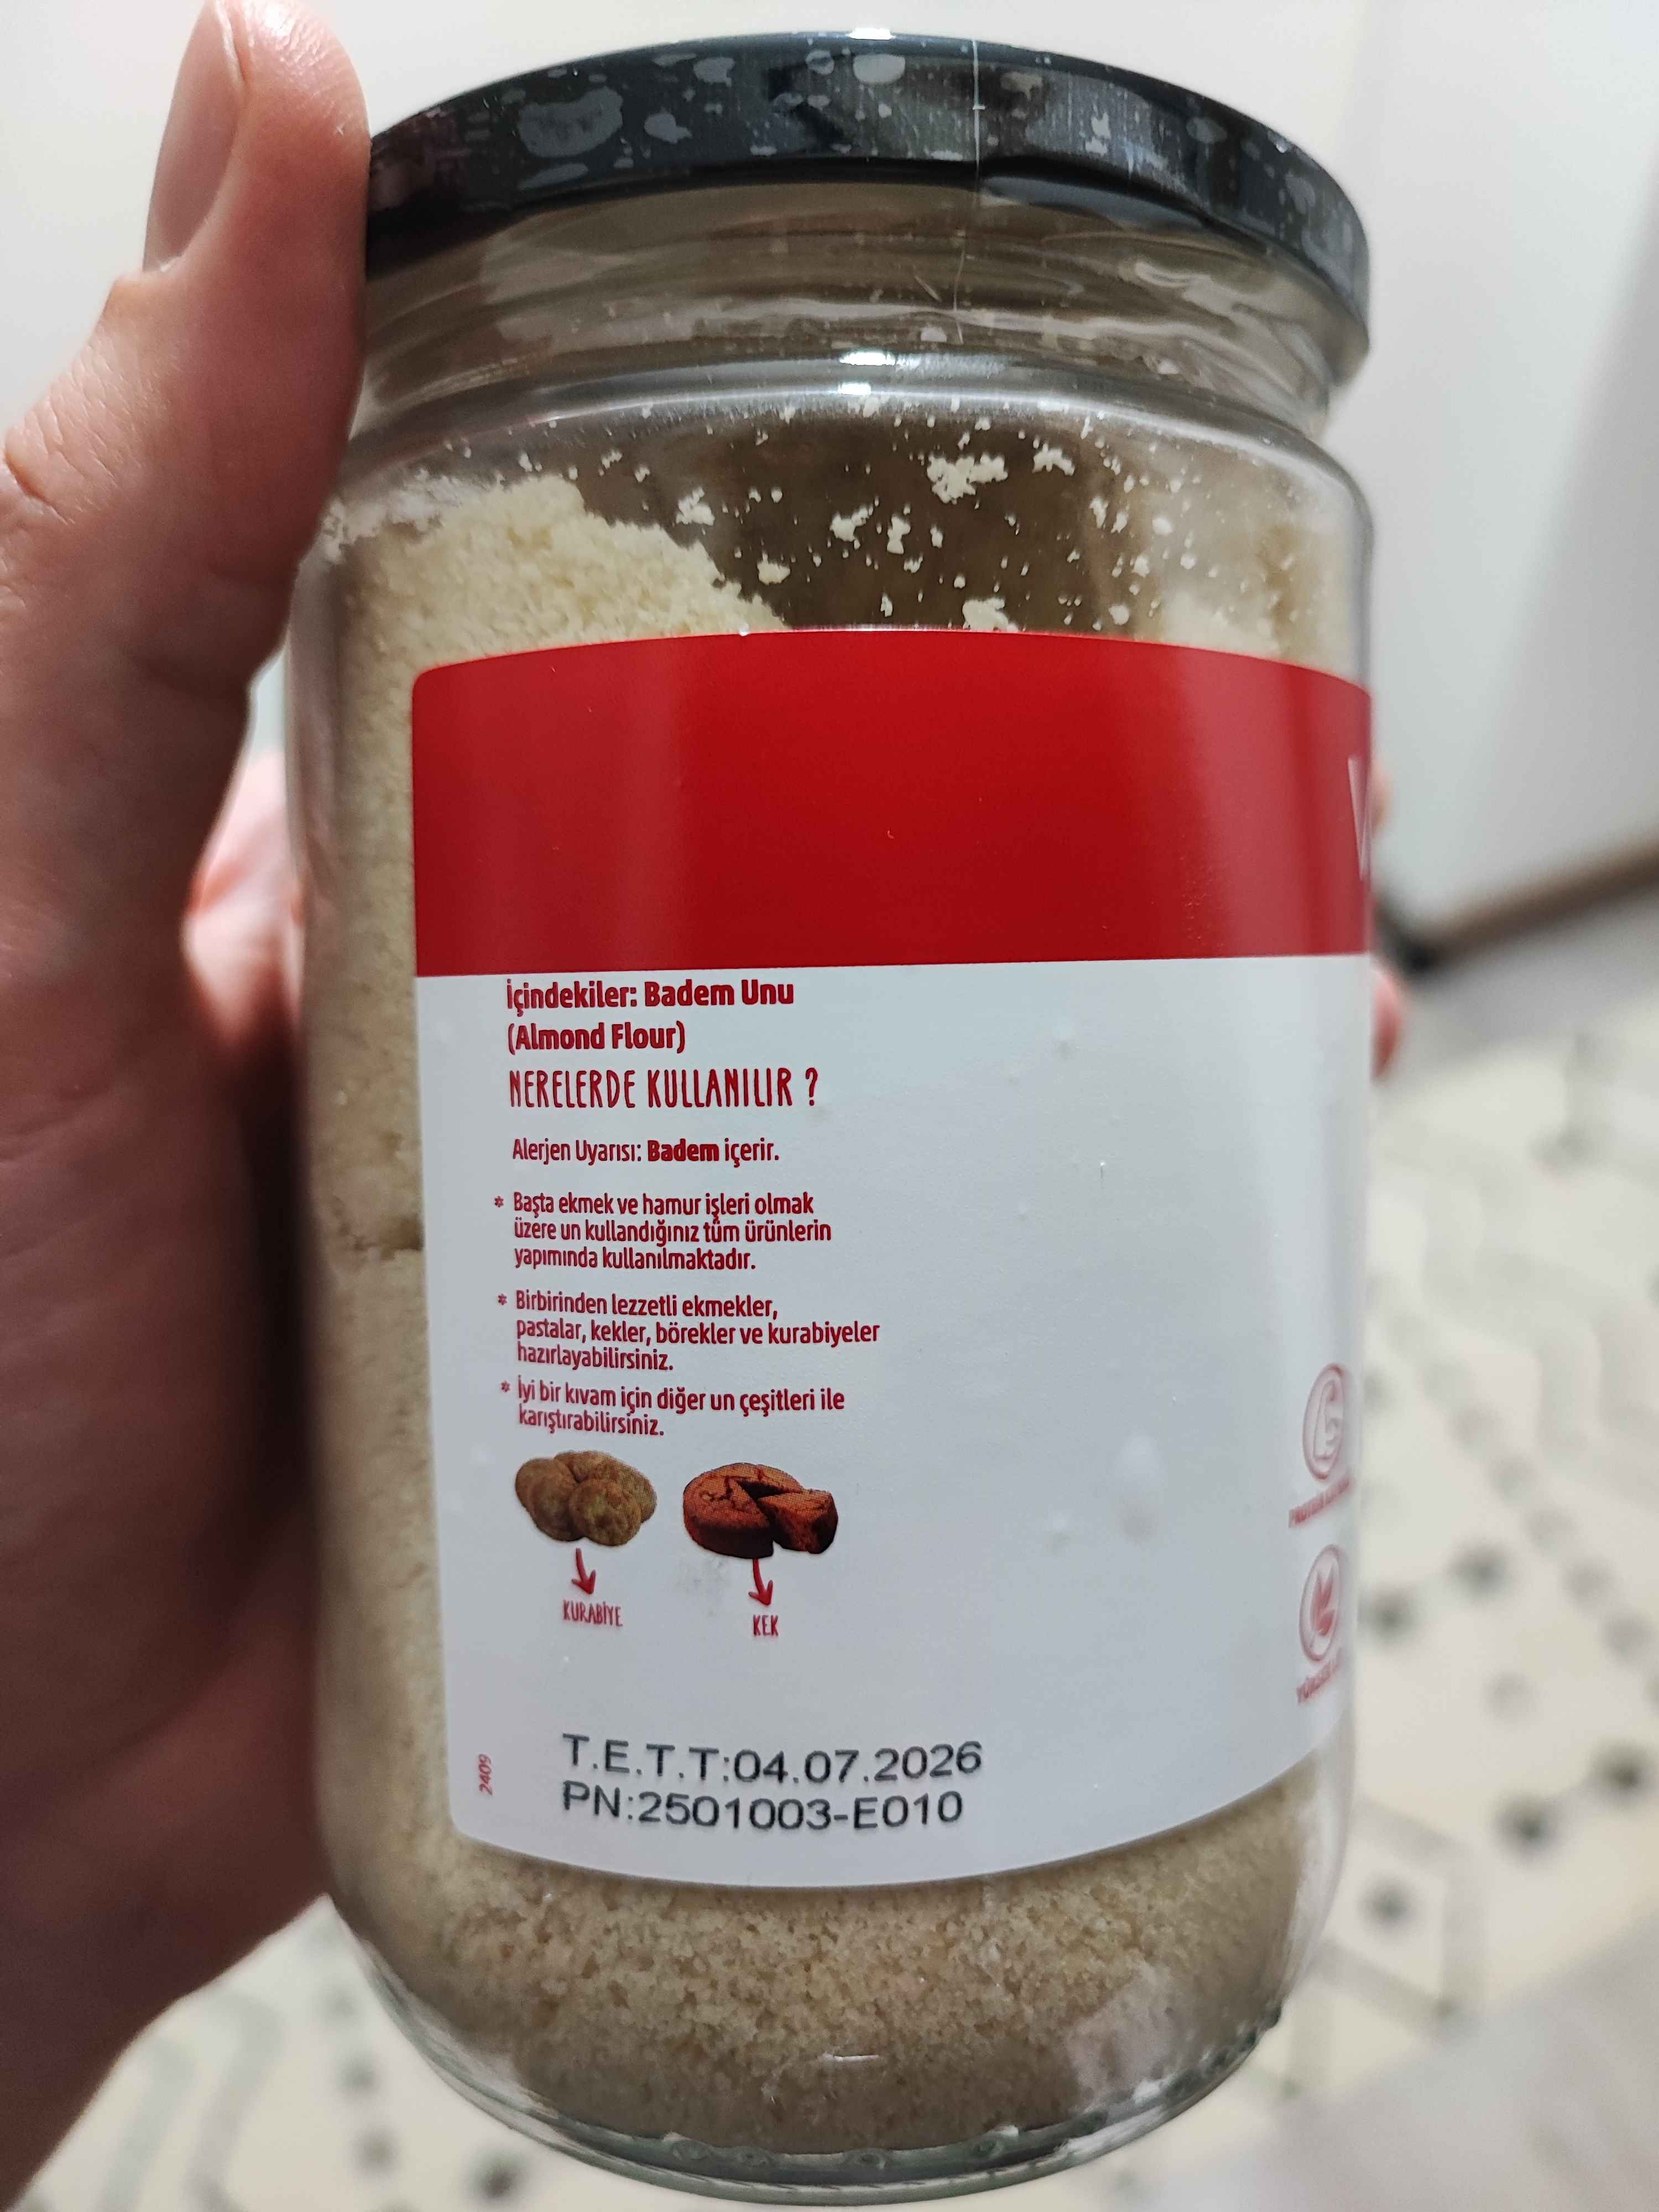 İçindekiler: Badem Unu
(Almond Flour)
NERELERDE KULLANILIR ?
Alerjen Uyarısı: Badem içerir.
* Başta ekmek ve hamur işleri olmak
üzere un kullandığınız tüm ürünlerin
yapımında kullanılmaktadır.
* Birbirinden lezzetli ekmekler,
pastalar, kekler, börekler ve kurabiyeler
hazırlayabilirsiniz.
* İyi bir kıvam için diğer un çeşitleri ile
karıştırabilirsiniz.
KURABİYE
KEK
2409
T.E.T.T:04.07.2026
PN:2501003-E010